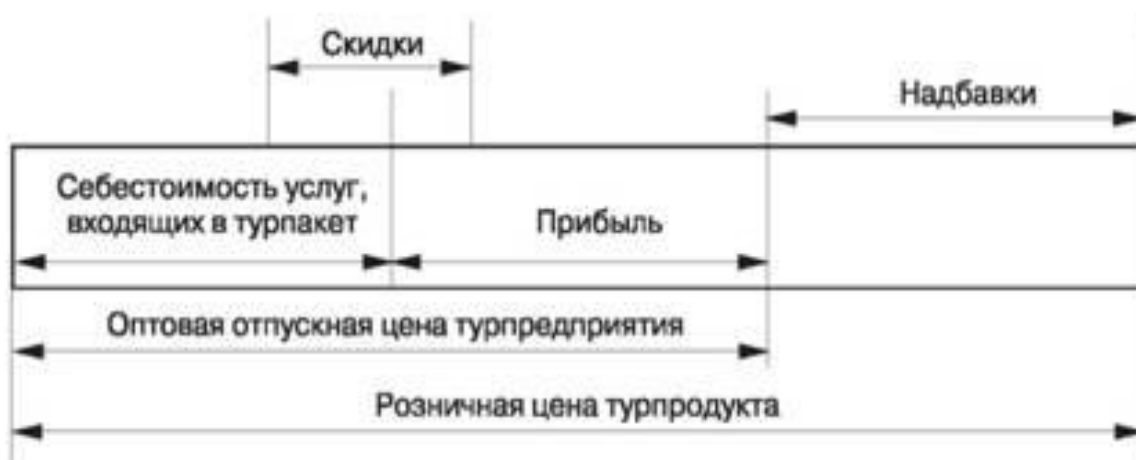 Скидки
Надбавки
Себестоимость услуг,
входящих в турпакет
Прибыль
Оптовая отпускная цена турпредприятия
Розничная цена турпродукта